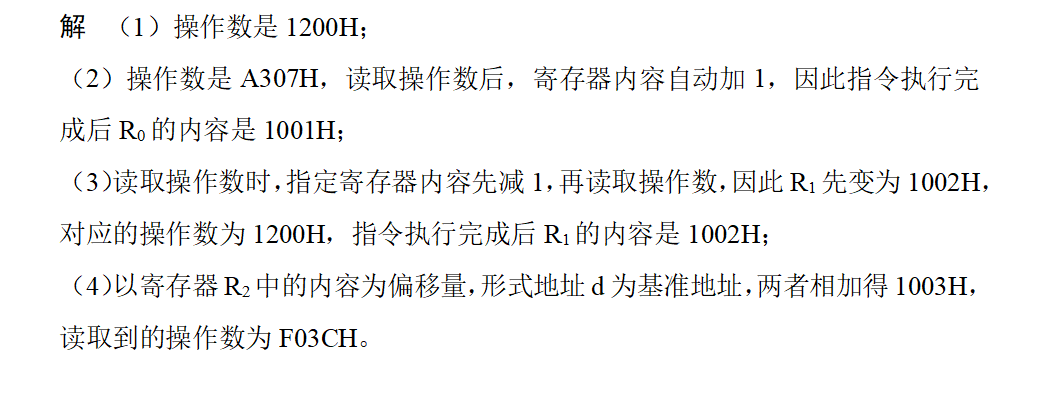 解 （1）操作数是 1200H；
（2）操作数是 A307H，读取操作数后，寄存器内容自动加 1，因此指令执行完
成后 R₀ 的内容是 1001H；
（3）读取操作数时，指定寄存器内容先减 1，再读取操作数，因此 R₁ 先变为 1002H，
对应的操作数为 1200H，指令执行完成后 R₁ 的内容是 1002H；
（4）以寄存器 R₂ 中的内容为偏移量，形式地址 d 为基准地址，两者相加得 1003H，
读取到的操作数为 F03CH。